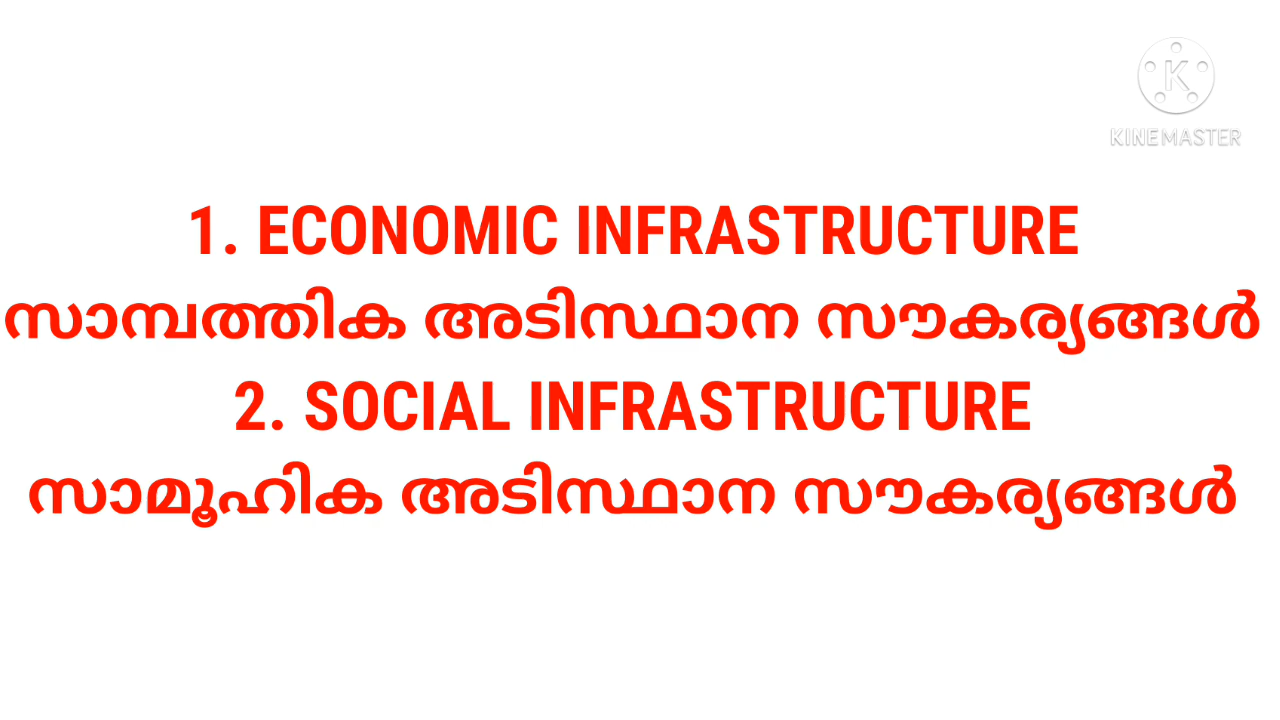 KINEMASTER
1. ECONOMIC INFRASTRUCTURE
സാമ്പത്തിക അടിസ്ഥാന സൗകര്യങ്ങൾ
2. SOCIAL INFRASTRUCTURE
സാമൂഹിക അടിസ്ഥാന സൗകര്യങ്ങൾ